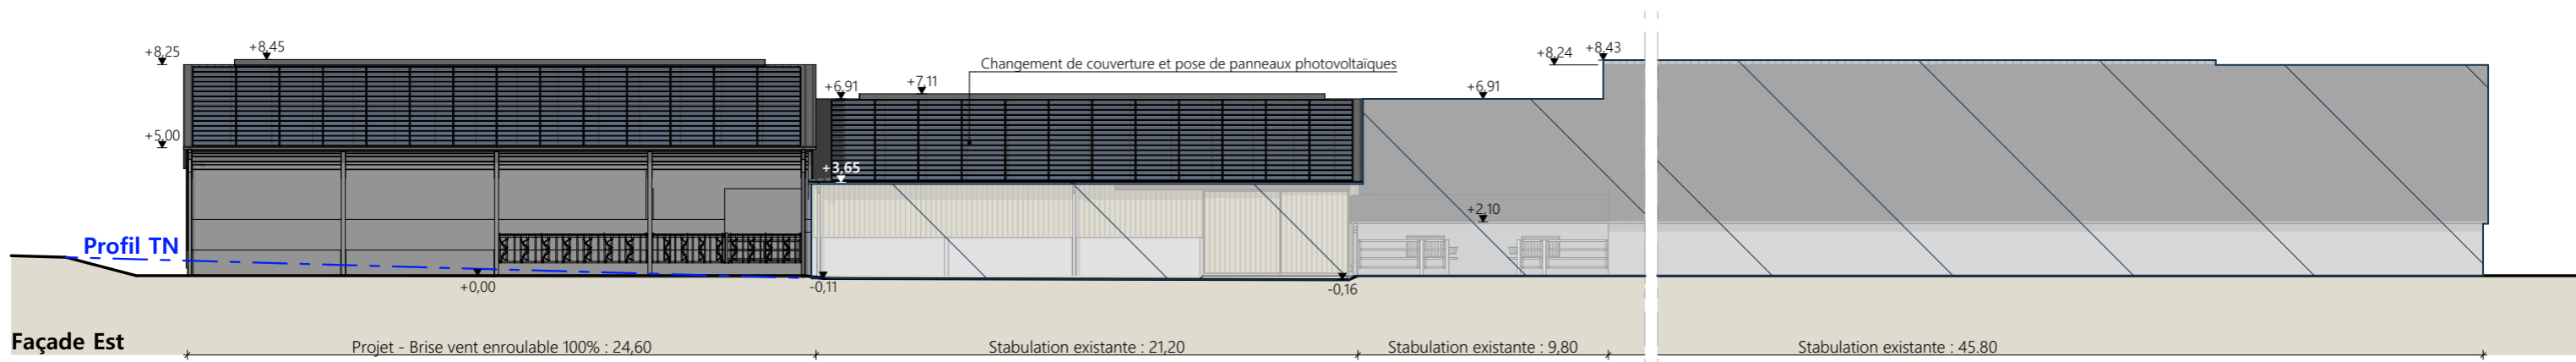 +8,25
+8,45
+5,00
+6,91
+7,11
Changement de couverture et pose de panneaux photovoltaïques
+3,65
+6,91
+8,24
+8,43
+2,10
Profil TN
+0,00
-0,11
-0,16
Façade Est
Projet - Brise vent enroulable 100% : 24,60
Stabulation existante : 21,20
Stabulation existante : 9,80
Stabulation existante : 45.80